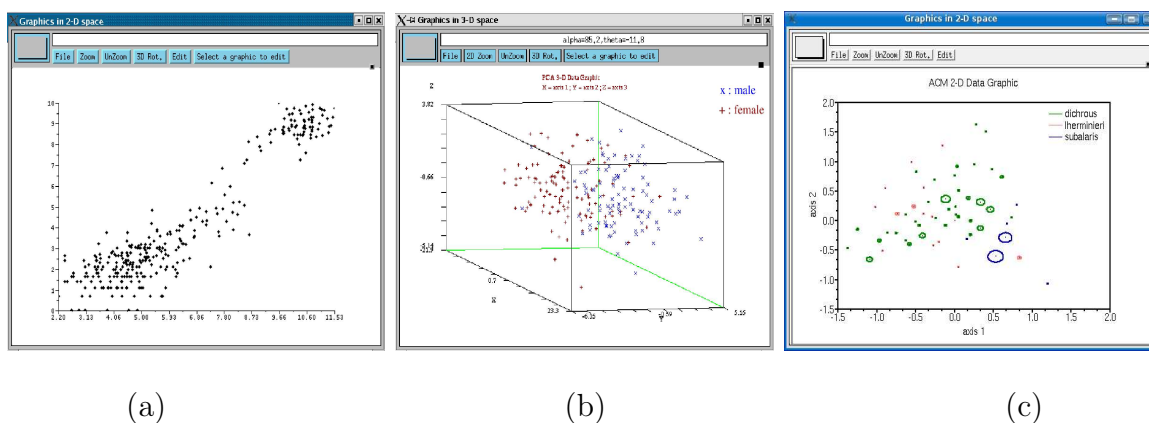 Graphics in 2-D space
File Zoom UnZoom 3D Rot. Edit Select a graphic to edit
10
9
8
7
6
5
4
3
2
1
0
2.20 3.13 4.06 5.00 5.93 6.86 7.80 8.73 9.66 10.60 11.53
X-¤ Graphics in 3-D space
alpha=85.2,theta=-11.8
File 2D Zoom UnZoom 3D Rot. Select a graphic to edit
PCA 3-D Data Graphic
X = axis 1 ; Y = axis 2 ; Z = axis 3
x : male
+ : female
Z
3.82
-0.66
0.7
X
23.3
Y
5.15
Graphics in 2-D space
File Zoom UnZoom 3D Rot. Edit
ACM 2-D Data Graphic
dichrous
lherminieri
subalaris
2.0
1.5
1.0
0.5
0.0
-0.5
-1.0
-1.5
axis 2
-1.5 -1.0 -0.5 0.0 0.5 1.0 1.5 2.0
axis 1
(a) (b) (c)